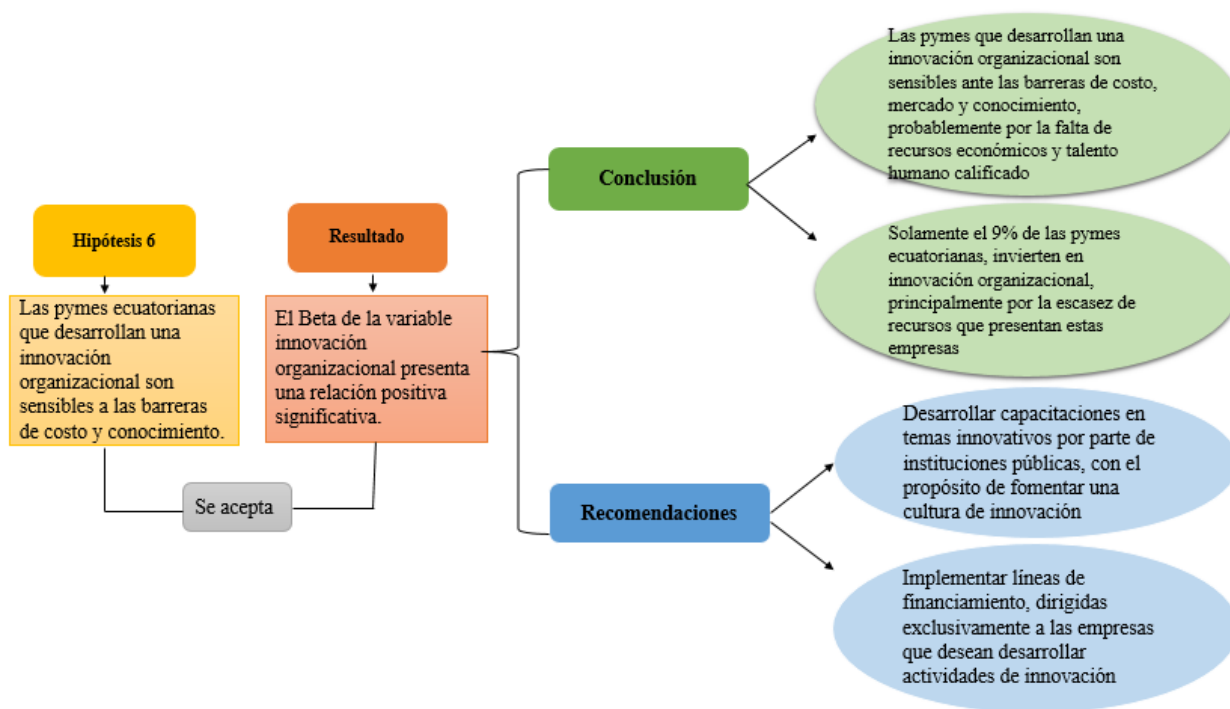 Hipótesis 6
Las pymes ecuatorianas
que desarrollan una
innovación
organizacional son
sensibles a las barreras
de costo y conocimiento.
Resultado
El Beta de la variable
innovación
organizacional presenta
una relación positiva
significativa.
Se acepta
Conclusión
Las pymes que desarrollan una
innovación organizacional son
sensibles ante las barreras de costo,
mercado y conocimiento,
probablemente por la falta de
recursos económicos y talento
humano calificado
Solamente el 9% de las pymes
ecuatorianas, invierten en
innovación organizacional,
principalmente por la escasez de
recursos que presentan estas
empresas
Recomendaciones
Desarrollar capacitaciones en
temas innovativos por parte de
instituciones públicas, con el
propósito de fomentar una
cultura de innovación
Implementar líneas de
financiamiento, dirigidas
exclusivamente a las empresas
que desean desarrollar
actividades de innovación